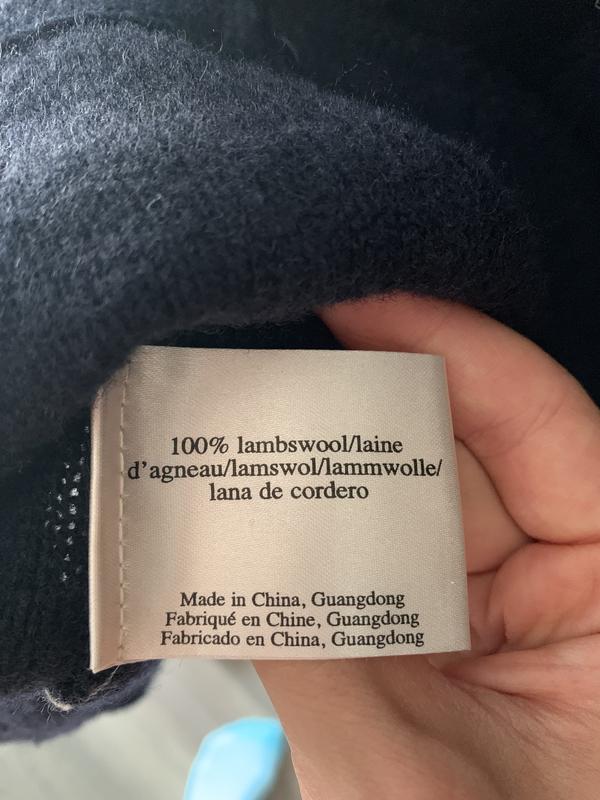 100% lambswool/laine
d'agneau/lamswol/lammwolle/
lana de cordero
Made in China, Guangdong
Fabriqué en Chine, Guangdong
Fabricado en China, Guangdong